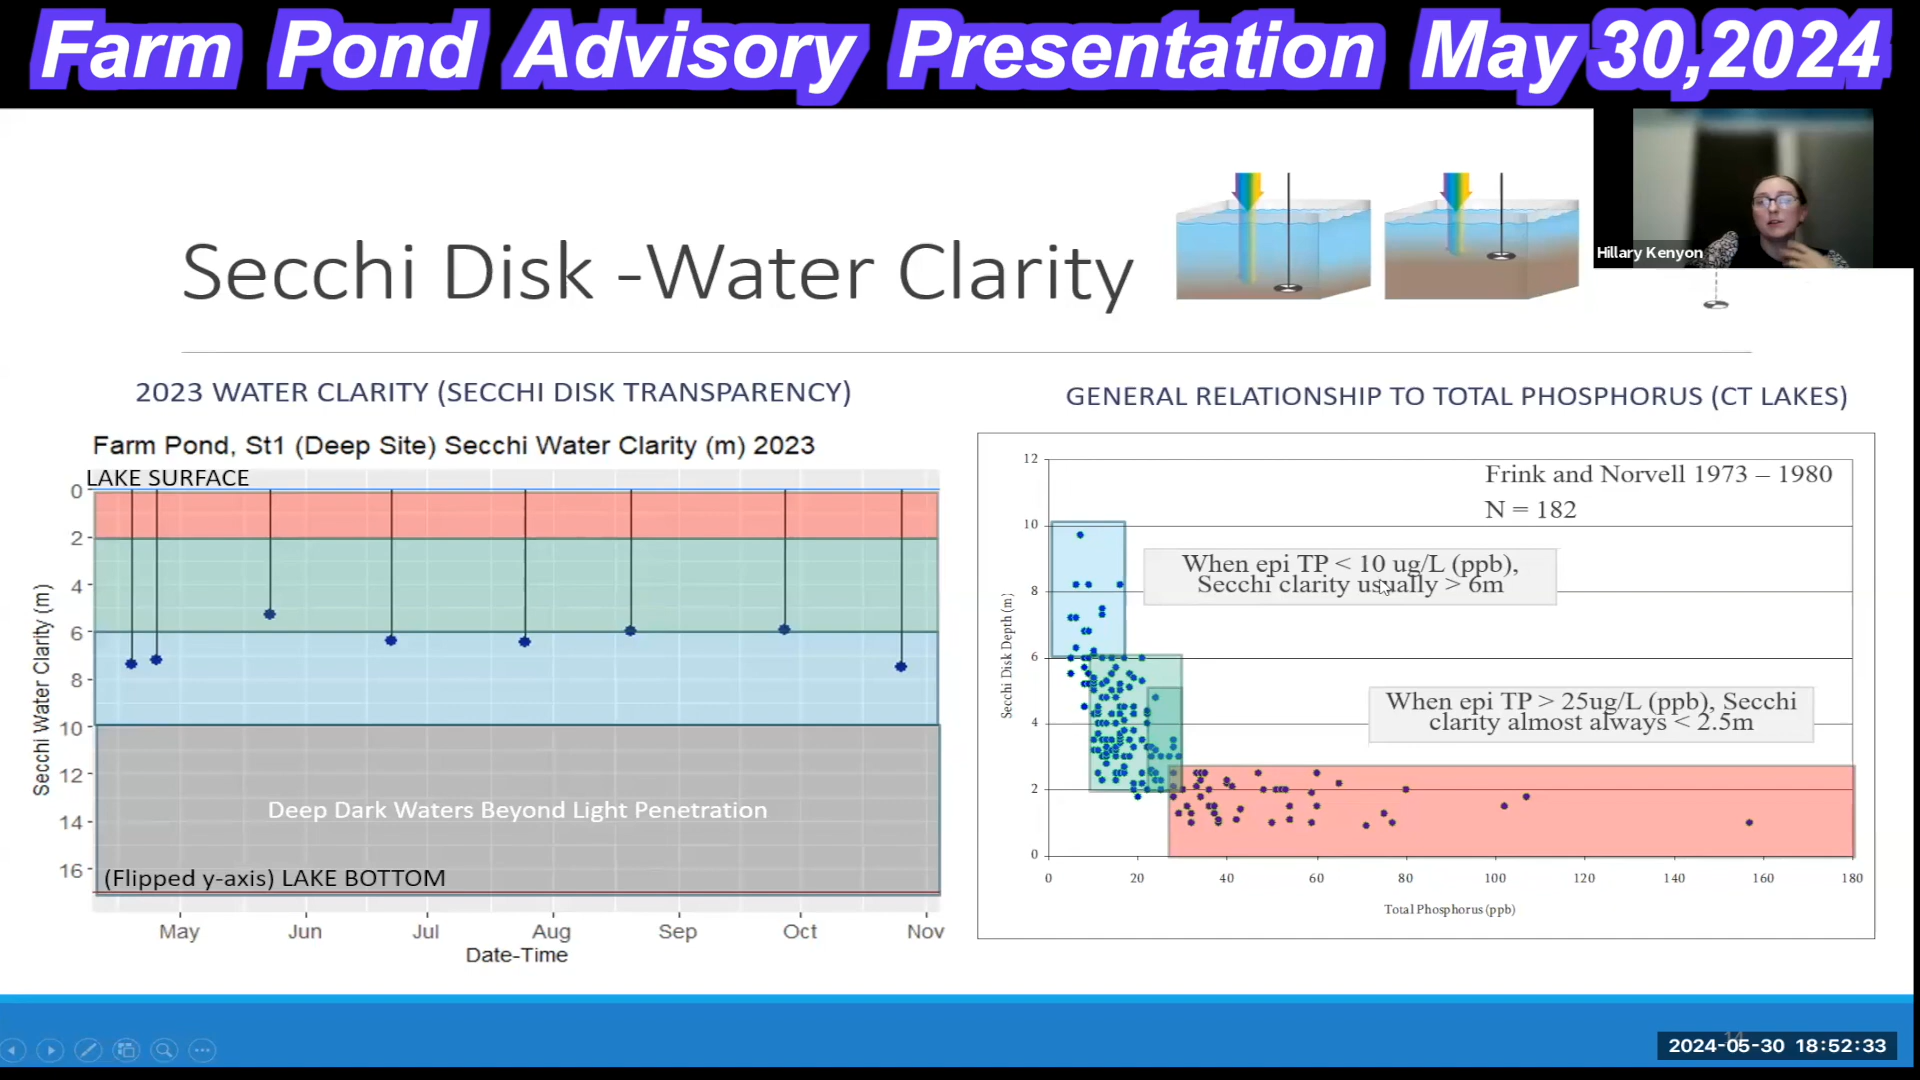 Farm Pond Advisory Presentation May 30,2024
Hillary Kenyon
Secchi Disk -Water Clarity
2023 WATER CLARITY (SECCHI DISK TRANSPARENCY)
Farm Pond, St1 (Deep Site) Secchi Water Clarity (m) 2023
LAKE SURFACE
0
2
4
6
8
10
12
14
16
Secchi Water Clarity (m)
Deep Dark Waters Beyond Light Penetration
(Flipped y-axis) LAKE BOTTOM
May Jun Jul Aug Sep Oct Nov
Date-Time
GENERAL RELATIONSHIP TO TOTAL PHOSPHORUS (CT LAKES)
Frink and Norvell 1973 – 1980
N = 182
When epi TP < 10 ug/L (ppb),
Secchi clarity usually > 6m
When epi TP > 25ug/L (ppb), Secchi
clarity almost always < 2.5m
12
10
8
6
4
2
0
Secchi Disk Depth (m)
0 20 40 60 80 100 120 140 160 180
Total Phosphorus (ppb)
14
2024-05-30 18:52:33